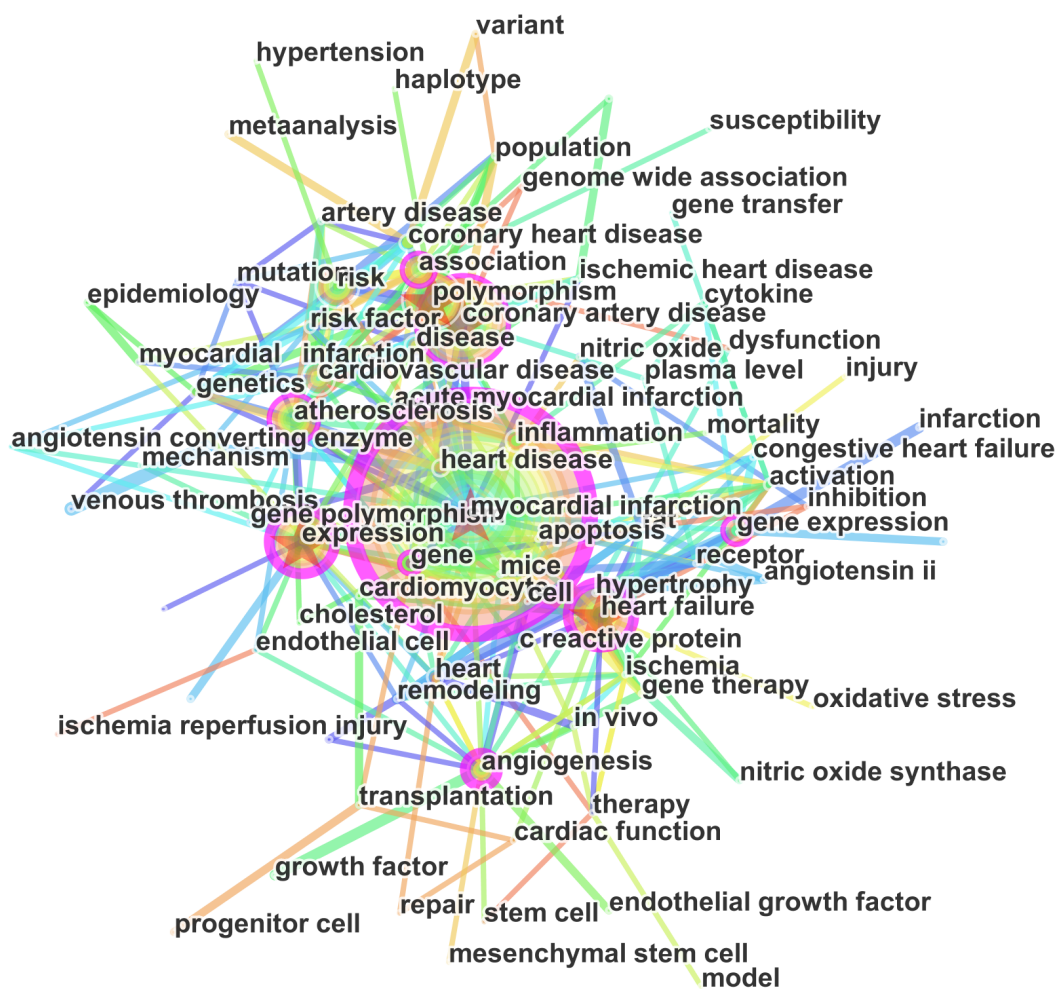 variant
hypertension
haplotype
metaanalysis
susceptibility
population
genome wide association
gene transfer
artery disease
coronary heart disease
association
mutation
risk
ischemic heart disease
epidemiology
polymorphism
cytokine
risk factor
coronary artery disease
disease
dysfunction
nitric oxide
myocardial infarction
cardiovascular disease
plasma level
injury
genetics
acute myocardial infarction
atherosclerosis
infarction
mortality
inflammation
angiotensin converting enzyme
congestive heart failure
mechanism
heart disease
activation
venous thrombosis
inhibition
myocardial infarction
gene polymorphism
gene expression
expression
apoptosis
gene
receptor
mice
angiotensin ii
cardiomyocyte
cell
hypertrophy
heart failure
cholesterol
endothelial cell
c reactive protein
heart
ischemia
gene therapy
remodeling
oxidative stress
in vivo
ischemia reperfusion injury
angiogenesis
nitric oxide synthase
transplantation
therapy
cardiac function
growth factor
repair
stem cell
endothelial growth factor
progenitor cell
mesenchymal stem cell
model